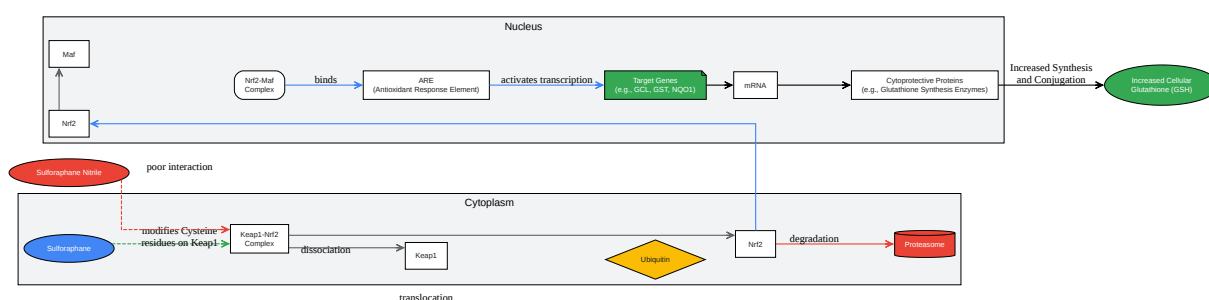 Nucleus
Maf
Nrf2-Maf
Complex
binds
ARE
(Antioxidant Response Element)
activates transcription
Target Genes
(e.g., GCL, GST, NQO1)
mRNA
Cytoprotective Proteins
(e.g., Glutathione Synthesis Enzymes)
Increased Synthesis
and Conjugation
Increased Cellular
Glutathione (GSH)
Nrf2
Sulforaphane Nitrile
poor interaction
Cytoplasm
Sulforaphane
modifies Cysteine
residues on Keap1
Keap1-Nrf2
Complex
dissociation
Keap1
Ubiquitin
Nrf2
degradation
Proteasome
translocation